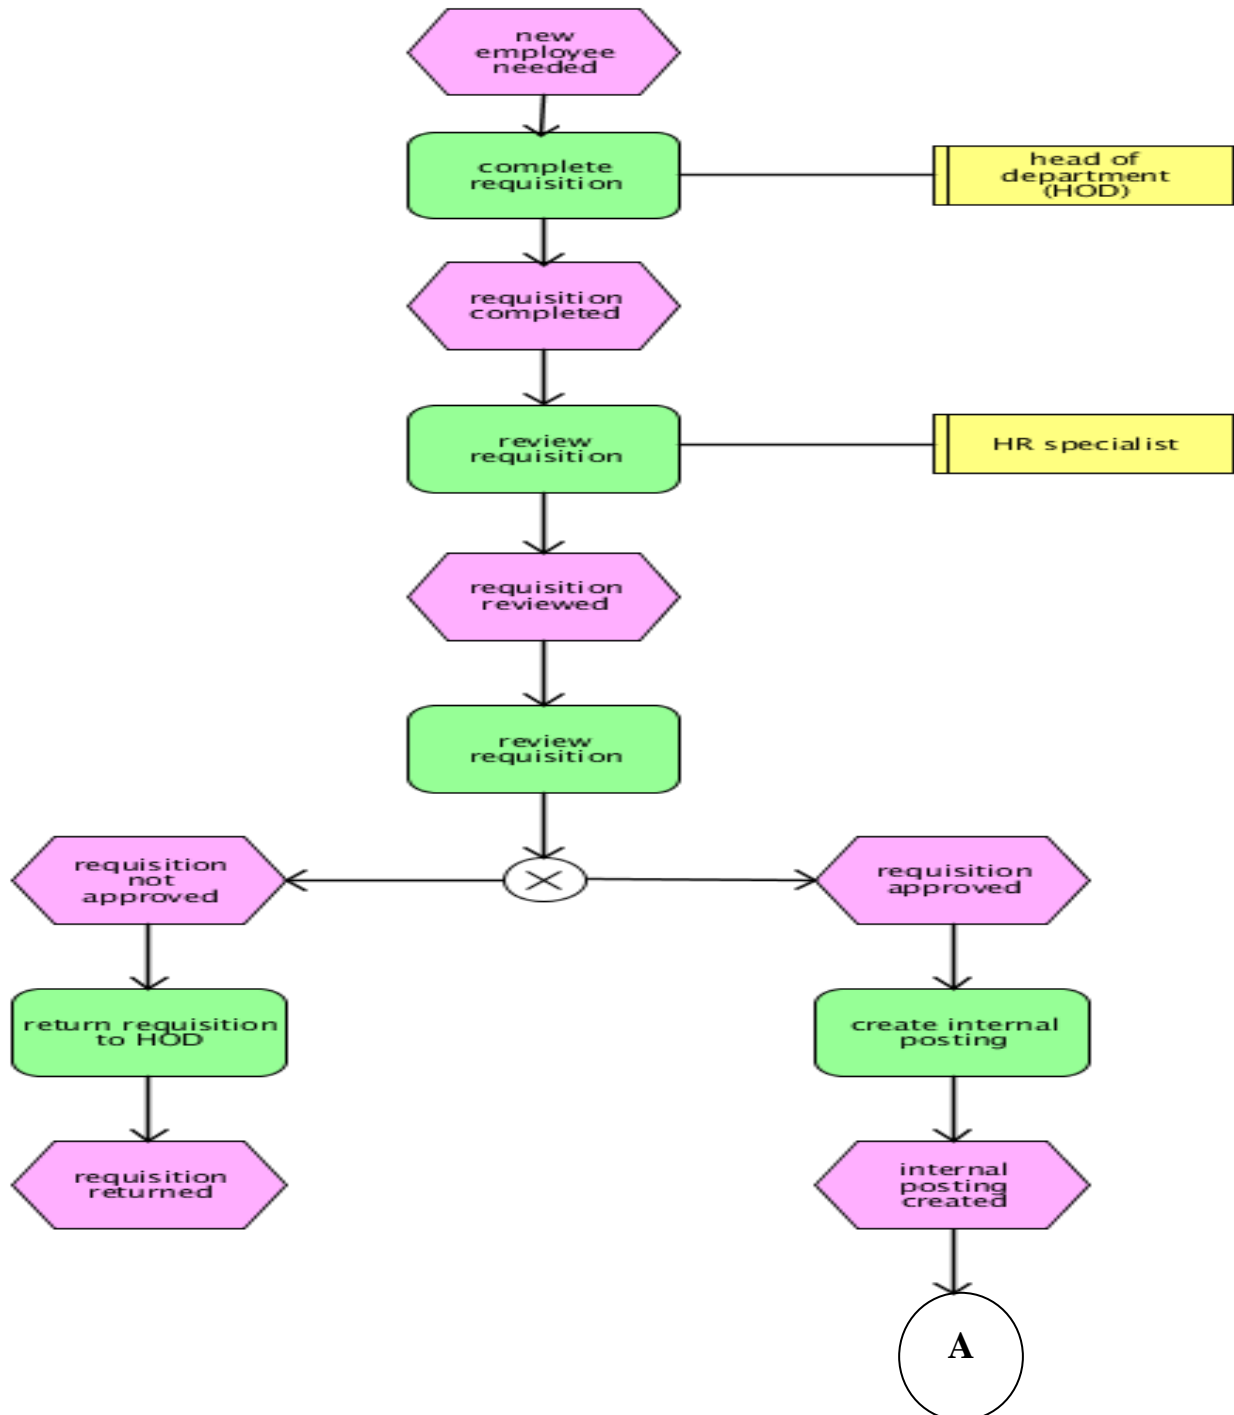 new
employee
needed
complete
requisition
head of
department
(HOD)
requisition
completed
review
requisition
HR specialist
requisition
reviewed
review
requisition
requisition
not
approved
requisition
approved
return requisition
to HOD
create internal
posting
requisition
returned
internal
posting
created
A